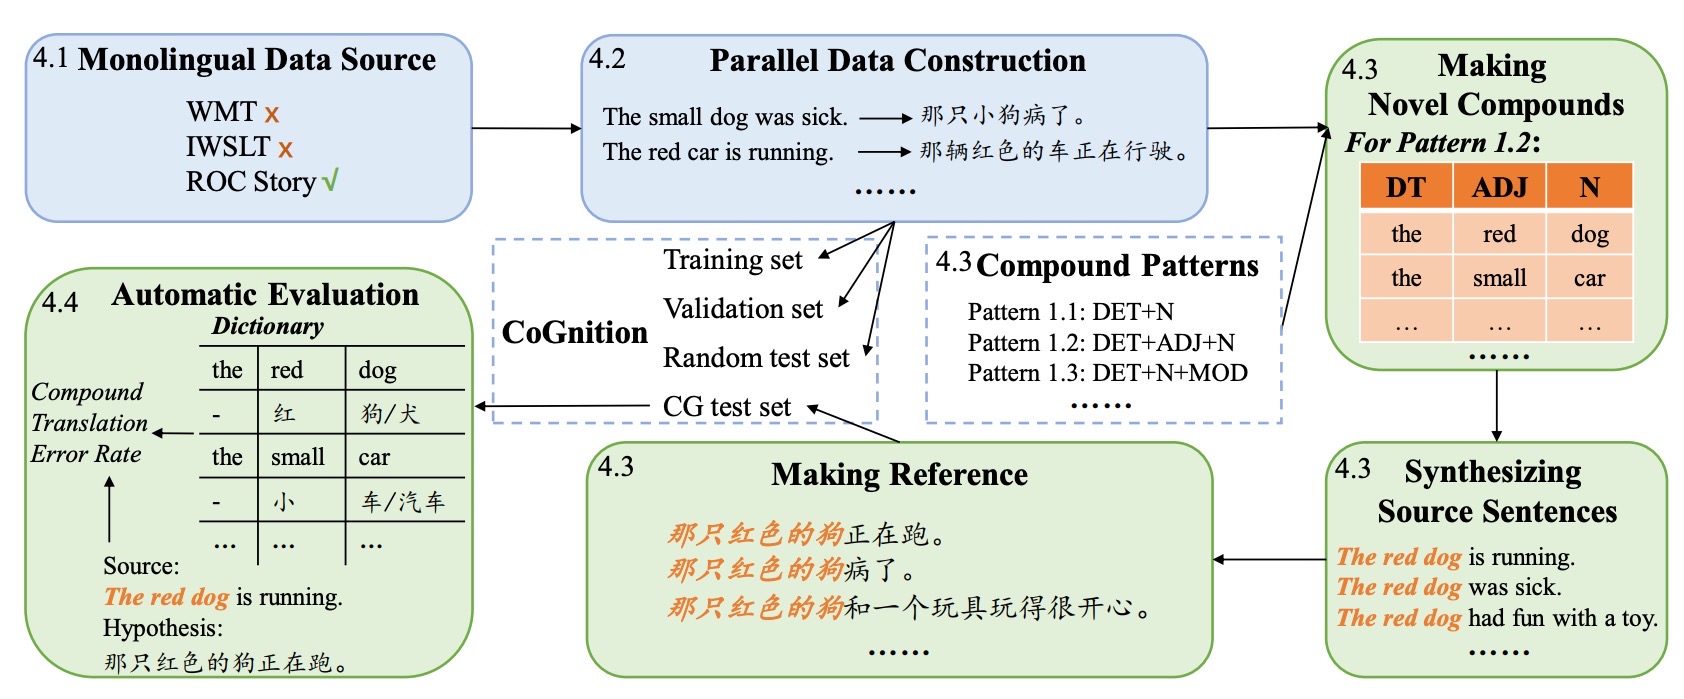 4.1 Monolingual Data Source
WMT x
IWSLT x
ROC Story √
4.2 Parallel Data Construction
The small dog was sick. 那只小狗病了。
The red car is running. 那辆红色的车正在行驶。
……
4.3 Making
Novel Compounds
For Pattern 1.2:
DT ADJ N
the red dog
the small car
… … …
……
CoGnition
Training set
Validation set
Random test set
CG test set
4.3 Compound Patterns
Pattern 1.1: DET+N
Pattern 1.2: DET+ADJ+N
Pattern 1.3: DET+N+MOD
……
4.3 Synthesizing
Source Sentences
The red dog is running.
The red dog was sick.
The red dog had fun with a toy.
……
4.3 Making Reference
那只红色的狗正在跑。
那只红色的狗病了。
那只红色的狗和一个玩具玩得很开心。
……
4.4 Automatic Evaluation
Dictionary
the red dog
- 红 狗/犬
the small car
- 小 车/汽车
… … …
Compound
Translation
Error Rate
Source:
The red dog is running.
Hypothesis:
那只红色的狗正在跑。